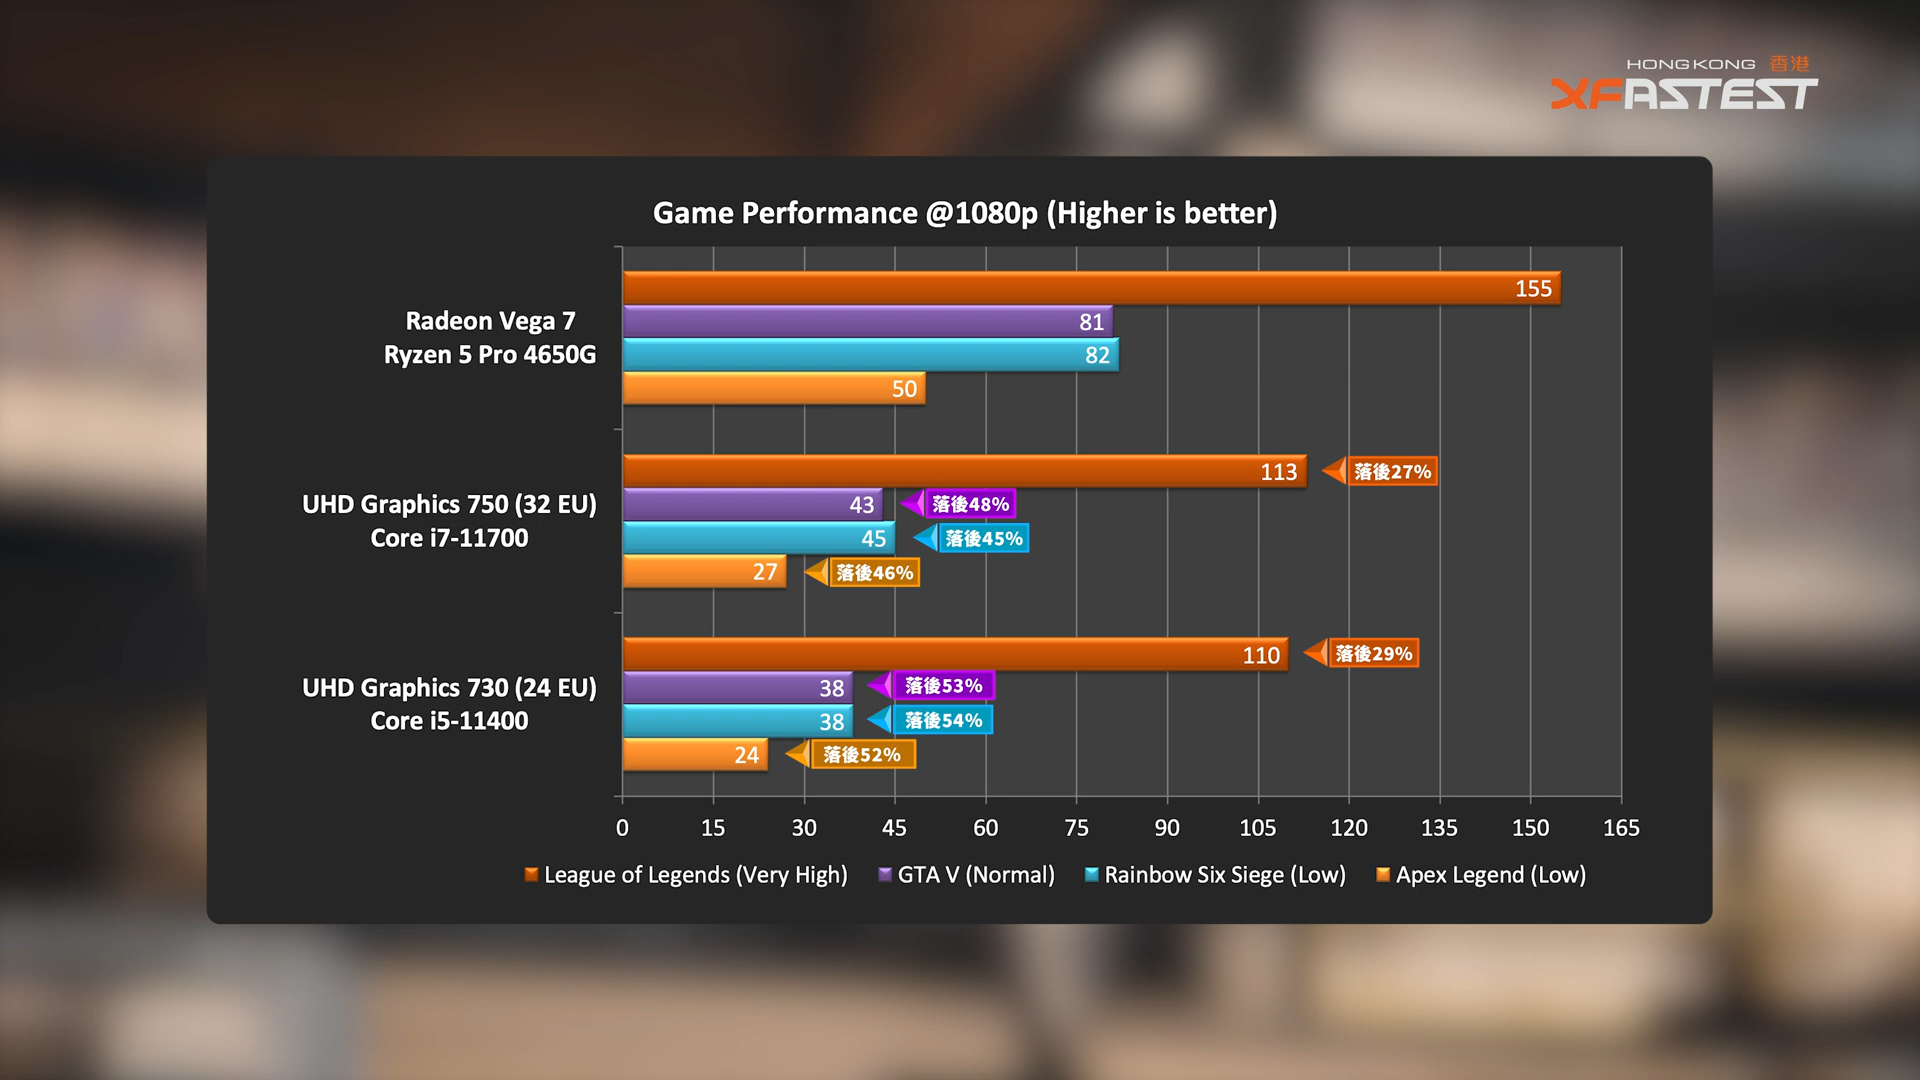 HONG KONG 香港
XFASTEST
Game Performance @1080p (Higher is better)
Radeon Vega 7
Ryzen 5 Pro 4650G
155
81
82
50
UHD Graphics 750 (32 EU)
Core i7-11700
113
落後27%
43
落後48%
45
落後45%
27
落後46%
UHD Graphics 730 (24 EU)
Core i5-11400
110
落後29%
38
落後53%
38
落後54%
24
落後52%
0 15 30 45 60 75 90 105 120 135 150 165
League of Legends (Very High) GTA V (Normal) Rainbow Six Siege (Low) Apex Legend (Low)